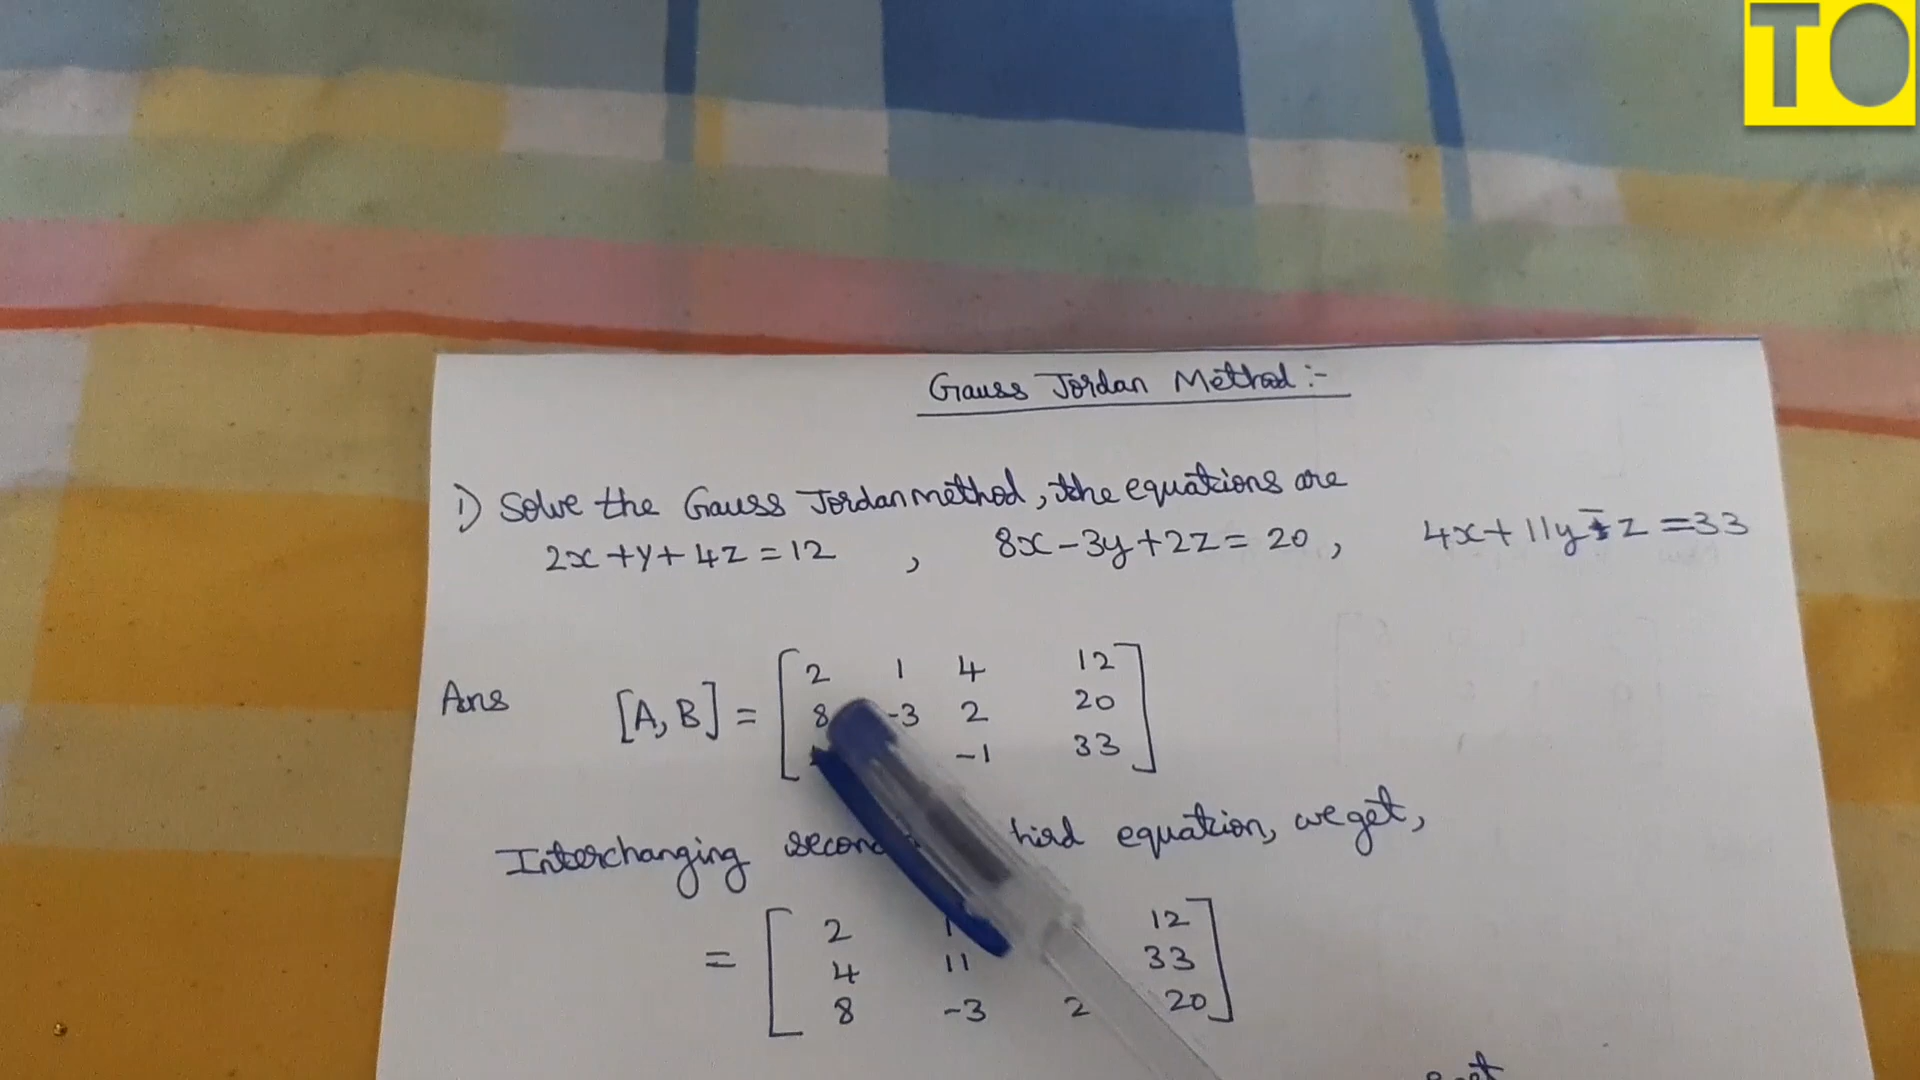 TO
Gauss Jordan Method :-
1) Solve the Gauss Jordan method, the equations are
2x + y + 4z = 12 , 8x - 3y + 2z = 20 , 4x + 11y - z = 33
Ans [A, B] = [ 2 1 4 12
8 -3 2 20
-1 33 ]
Interchanging equation, we get,
= [ 2 1 12
4 11 33
8 -3 2 20 ]